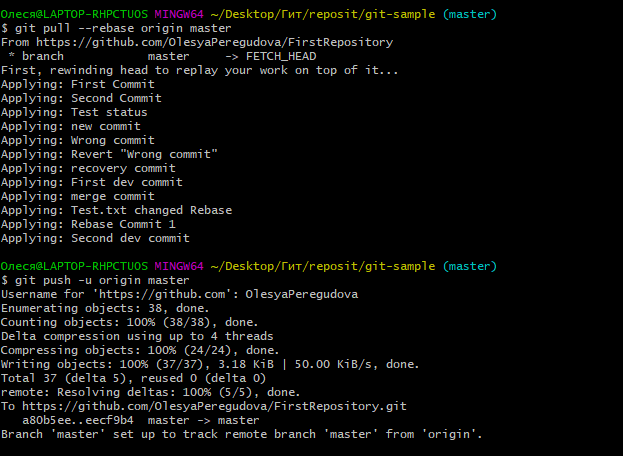 Олеся@LAPTOP-RHPCTUOS MINGW64 ~/Desktop/Гит/reposit/git-sample (master)
$ git pull --rebase origin master
From https://github.com/OlesyaPeregudova/FirstRepository
 * branch            master     -> FETCH_HEAD
First, rewinding head to replay your work on top of it...
Applying: First Commit
Applying: Second Commit
Applying: Test status
Applying: new commit
Applying: Wrong commit
Applying: Revert "Wrong commit"
Applying: recovery commit
Applying: First dev commit
Applying: merge commit
Applying: Test.txt changed Rebase
Applying: Rebase Commit 1
Applying: Second dev commit
Олеся@LAPTOP-RHPCTUOS MINGW64 ~/Desktop/Гит/reposit/git-sample (master)
$ git push -u origin master
Username for 'https://github.com': OlesyaPeregudova
Enumerating objects: 38, done.
Counting objects: 100% (38/38), done.
Delta compression using up to 4 threads
Compressing objects: 100% (24/24), done.
Writing objects: 100% (37/37), 3.18 KiB | 50.00 KiB/s, done.
Total 37 (delta 5), reused 0 (delta 0)
remote: Resolving deltas: 100% (5/5), done.
To https://github.com/OlesyaPeregudova/FirstRepository.git
   a80b5ee..eecf9b4  master -> master
Branch 'master' set up to track remote branch 'master' from 'origin'.